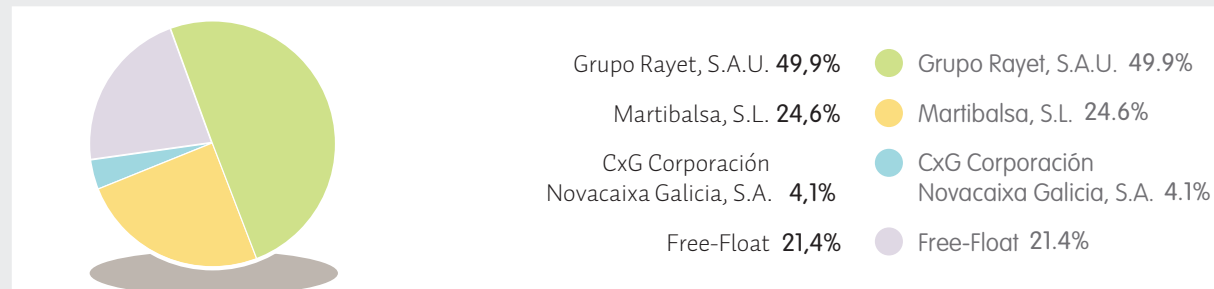 Grupo Rayet, S.A.U. 49,9%
Martibalsa, S.L. 24,6%
CxG Corporación
Novacaixa Galicia, S.A. 4,1%
Free-Float 21,4%
Grupo Rayet, S.A.U. 49.9%
Martibalsa, S.L. 24.6%
CxG Corporación
Novacaixa Galicia, S.A. 4.1%
Free-Float 21.4%